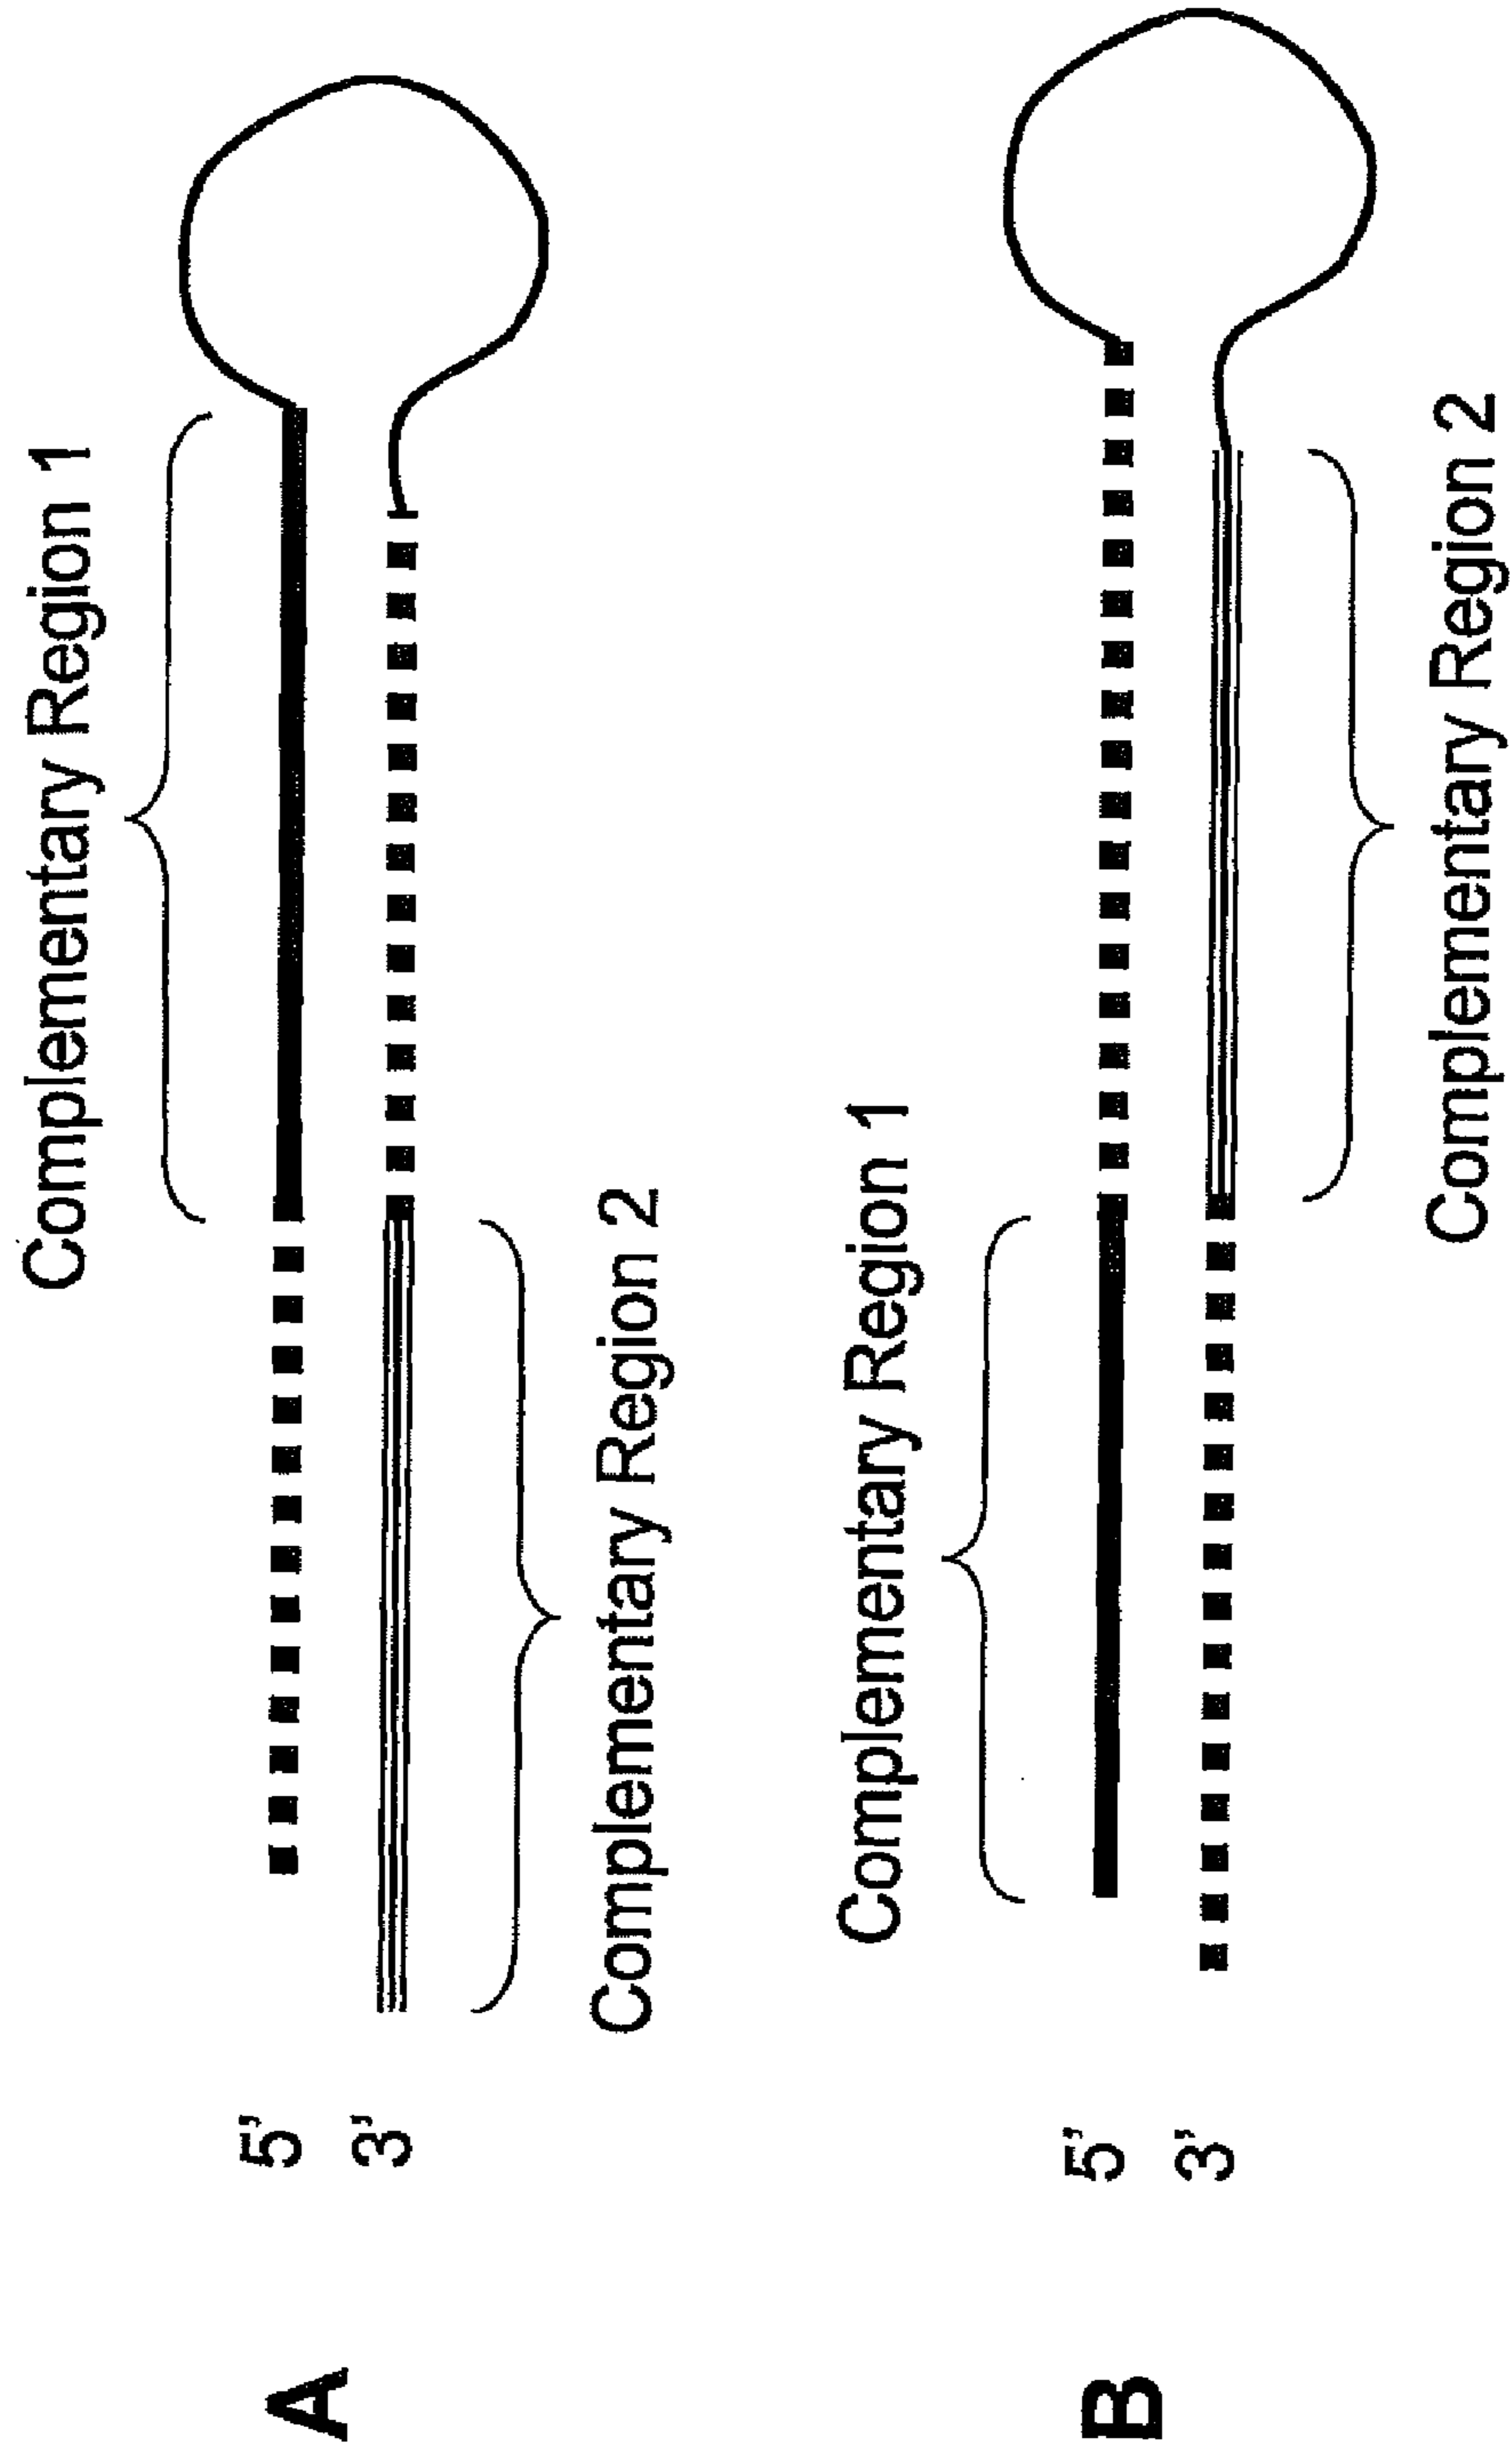 Complementary Region 1
A
5'
3'
Complementary Region 2
Complementary Region 1
B
5'
3'
Complementary Region 2